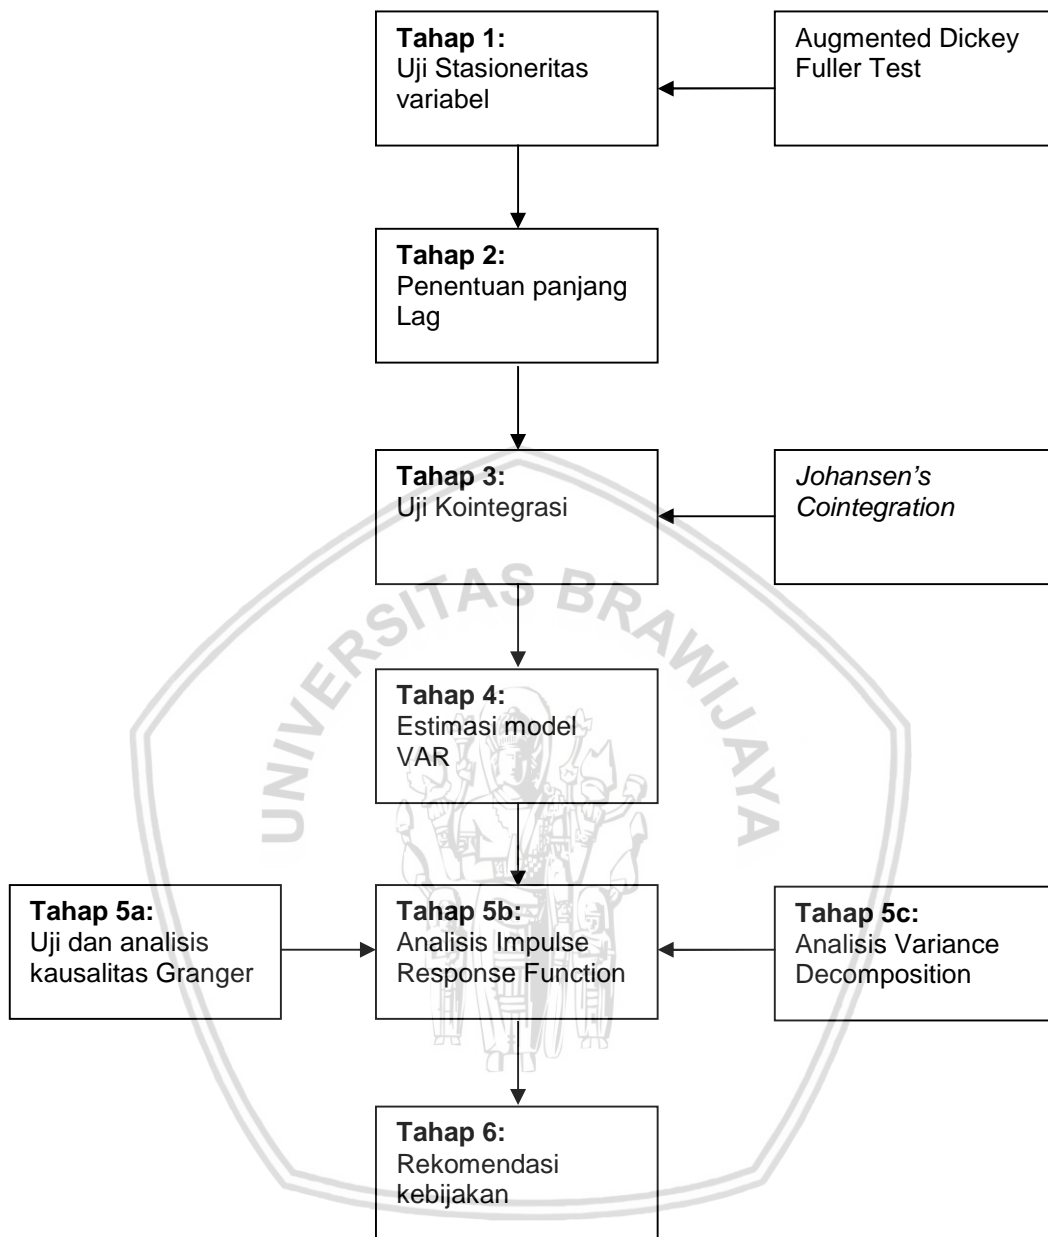 Tahap 1:
Uji Stasioneritas
variabel
Augmented Dickey
Fuller Test
Tahap 2:
Penentuan panjang
Lag
Tahap 3:
Uji Kointegrasi
Johansen’s
Cointegration
UNIVERSITAS BRAWIJAYA
Tahap 4:
Estimasi model
VAR
Tahap 5a:
Uji dan analisis
kausalitas Granger
Tahap 5b:
Analisis Impulse
Response Function
Tahap 5c:
Analisis Variance
Decomposition
Tahap 6:
Rekomendasi
kebijakan